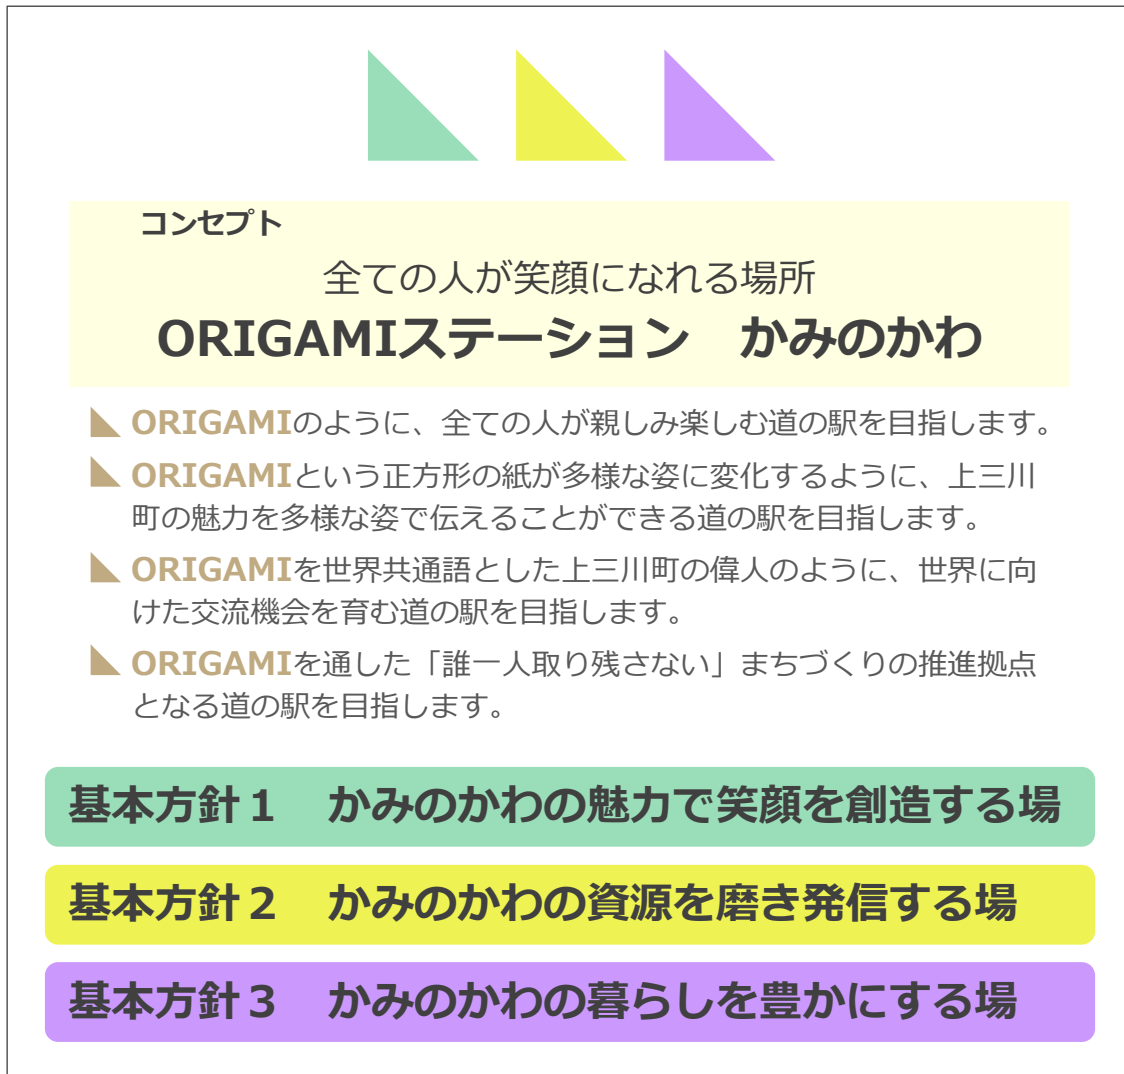 コンセプト
全ての人が笑顔になれる場所
ORIGAMIステーション　かみのかわ
ORIGAMIのように、全ての人が親しみ楽しむ道の駅を目指します。
ORIGAMIという正方形の紙が多様な姿に変化するように、上三川
町の魅力を多様な姿で伝えることができる道の駅を目指します。
ORIGAMIを世界共通語とした上三川町の偉人のように、世界に向
けた交流機会を育む道の駅を目指します。
ORIGAMIを通した「誰一人取り残さない」まちづくりの推進拠点
となる道の駅を目指します。
基本方針１　かみのかわの魅力で笑顔を創造する場
基本方針２　かみのかわの資源を磨き発信する場
基本方針３　かみのかわの暮らしを豊かにする場